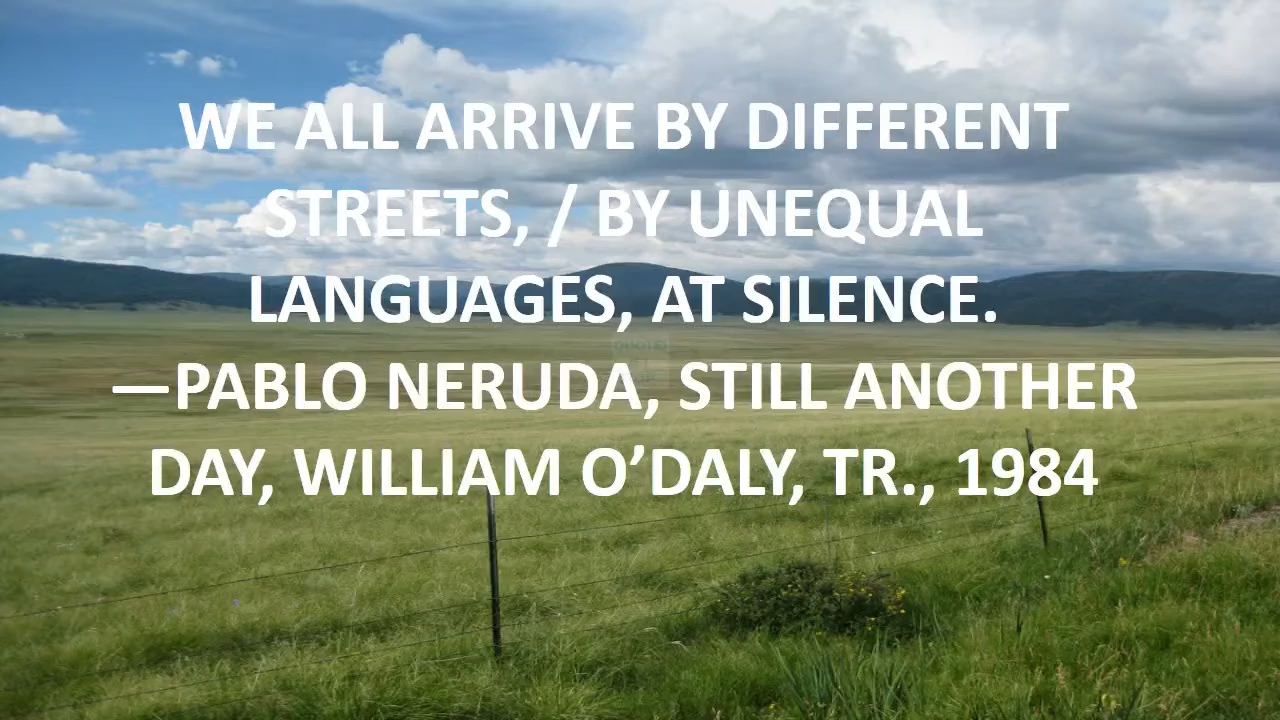 WE ALL ARRIVE BY DIFFERENT
STREETS, / BY UNEQUAL
LANGUAGES, AT SILENCE.
—PABLO NERUDA, STILL ANOTHER
DAY, WILLIAM O’DALY, TR., 1984